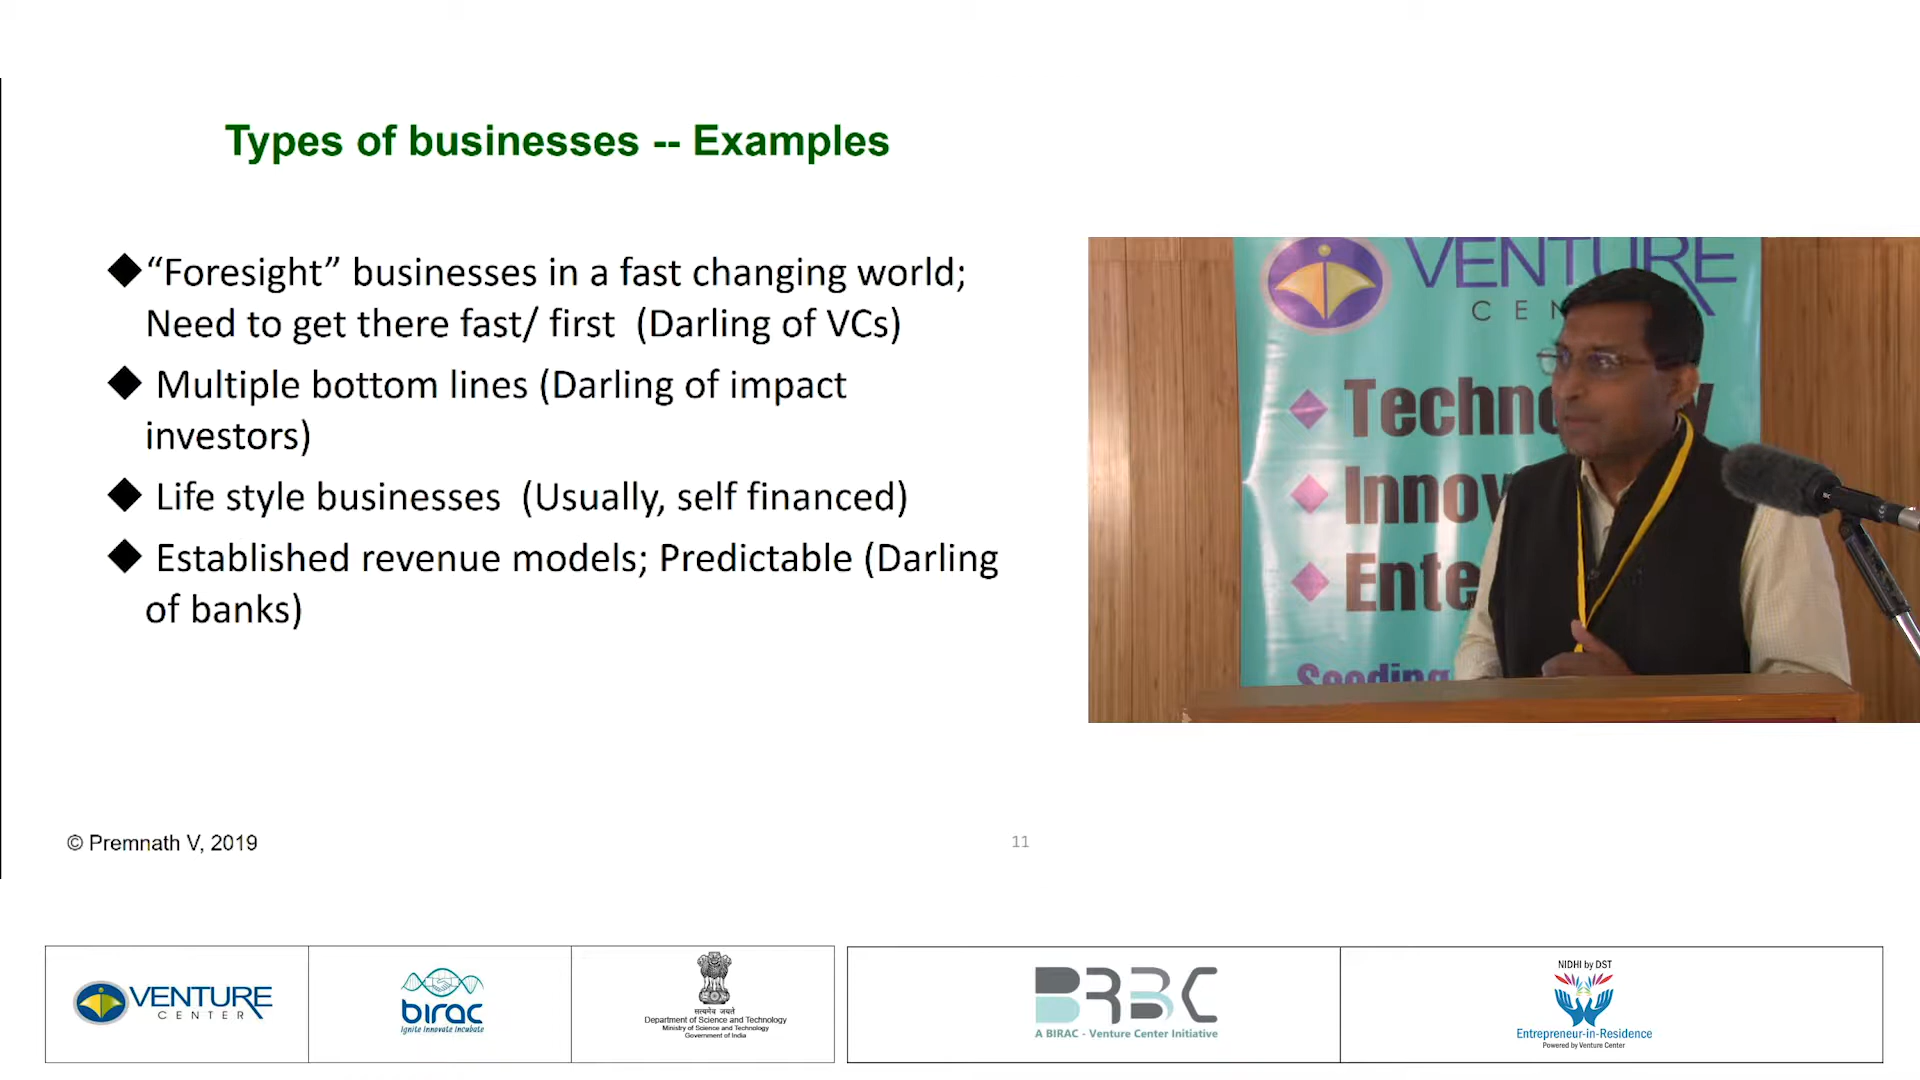 Types of businesses -- Examples
◆“Foresight” businesses in a fast changing world;
Need to get there fast/ first (Darling of VCs)
◆ Multiple bottom lines (Darling of impact
investors)
◆ Life style businesses (Usually, self financed)
◆ Established revenue models; Predictable (Darling
of banks)
VENTURE
CEN
Techno y
Innov
Ente
Seeding
© Premnath V, 2019
11
VENTURE
CENTER
birac
Ignite Innovate Incubate
सत्यमेव जयते
Department of Science and Technology
Ministry of Science and Technology
Government of India
BRBC
A BIRAC - Venture Center Initiative
NIDHI by DST
Entrepreneur-in-Residence
Powered by Venture Center